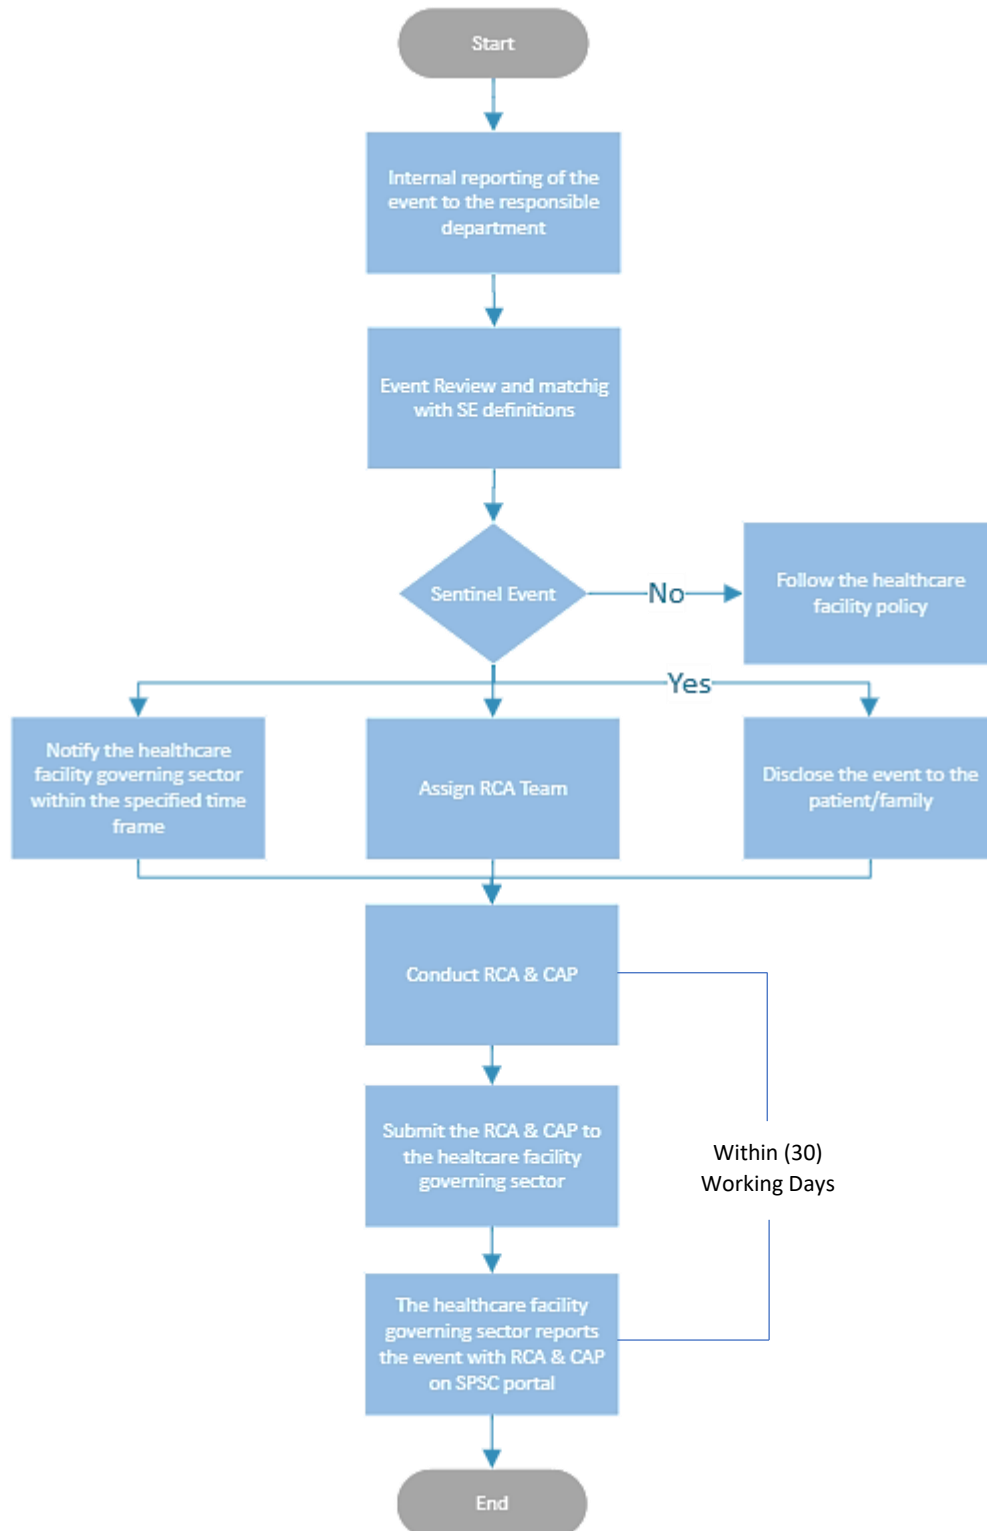 Start
Internal reporting of the
event to the responsible
department
Event Review and matchig
with SE definitions
Sentinel Event
No
Follow the healthcare
facility policy
Yes
Notify the healthcare
facility governing sector
within the specified time
frame
Assign RCA Team
Disclose the event to the
patient/family
Conduct RCA & CAP
Submit the RCA & CAP to
the healtcare facility
governing sector
Within (30)
Working Days
The healthcare facility
governing sector reports
the event with RCA & CAP
on SPSC portal
End